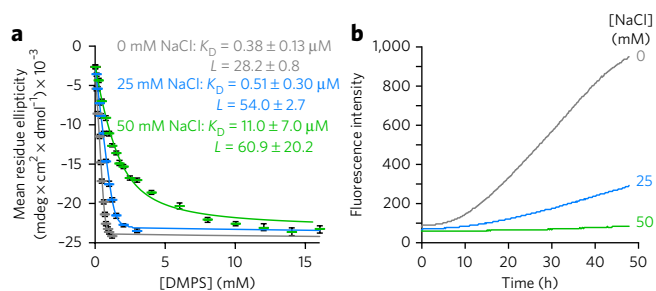 a
0 mM NaCl: KD = 0.38 ± 0.13 μM
L = 28.2 ± 0.8
25 mM NaCl: KD = 0.51 ± 0.30 μM
L = 54.0 ± 2.7
50 mM NaCl: KD = 11.0 ± 7.0 μM
L = 60.9 ± 20.2
Mean residue ellipticity
(mdeg × cm² × dmol⁻¹) × 10⁻³
0
−5
−10
−15
−20
−25
0 5 10 15
[DMPS] (mM)
b
[NaCl]
(mM)
0
25
50
Fluorescence intensity
1,000
800
600
400
200
0
0 10 20 30 40 50
Time (h)